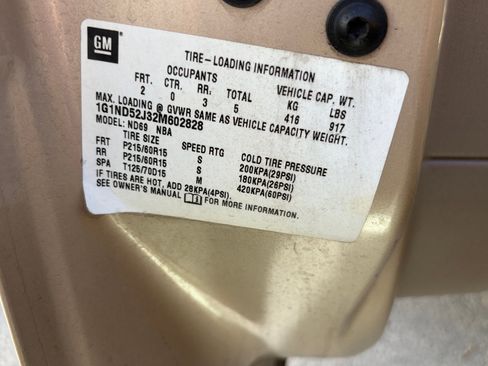 GM
TIRE-LOADING INFORMATION
OCCUPANTS VEHICLE CAP. WT.
FRT. CTR. RR. TOTAL KG LBS
2 0 3 5 416 917
MAX. LOADING @ GVWR SAME AS VEHICLE CAPACITY WEIGHT.
1G1ND52J32M602828
MODEL: ND69 NBA
TIRE SIZE SPEED RTG COLD TIRE PRESSURE
FRT P215/60R15 S 200KPA(29PSI)
RR P215/60R15 S 180KPA(26PSI)
SPA T125/70D15 M 420KPA(60PSI)
IF TIRES ARE HOT, ADD 28KPA(4PSI).
SEE OWNER'S MANUAL FOR MORE INFORMATION.